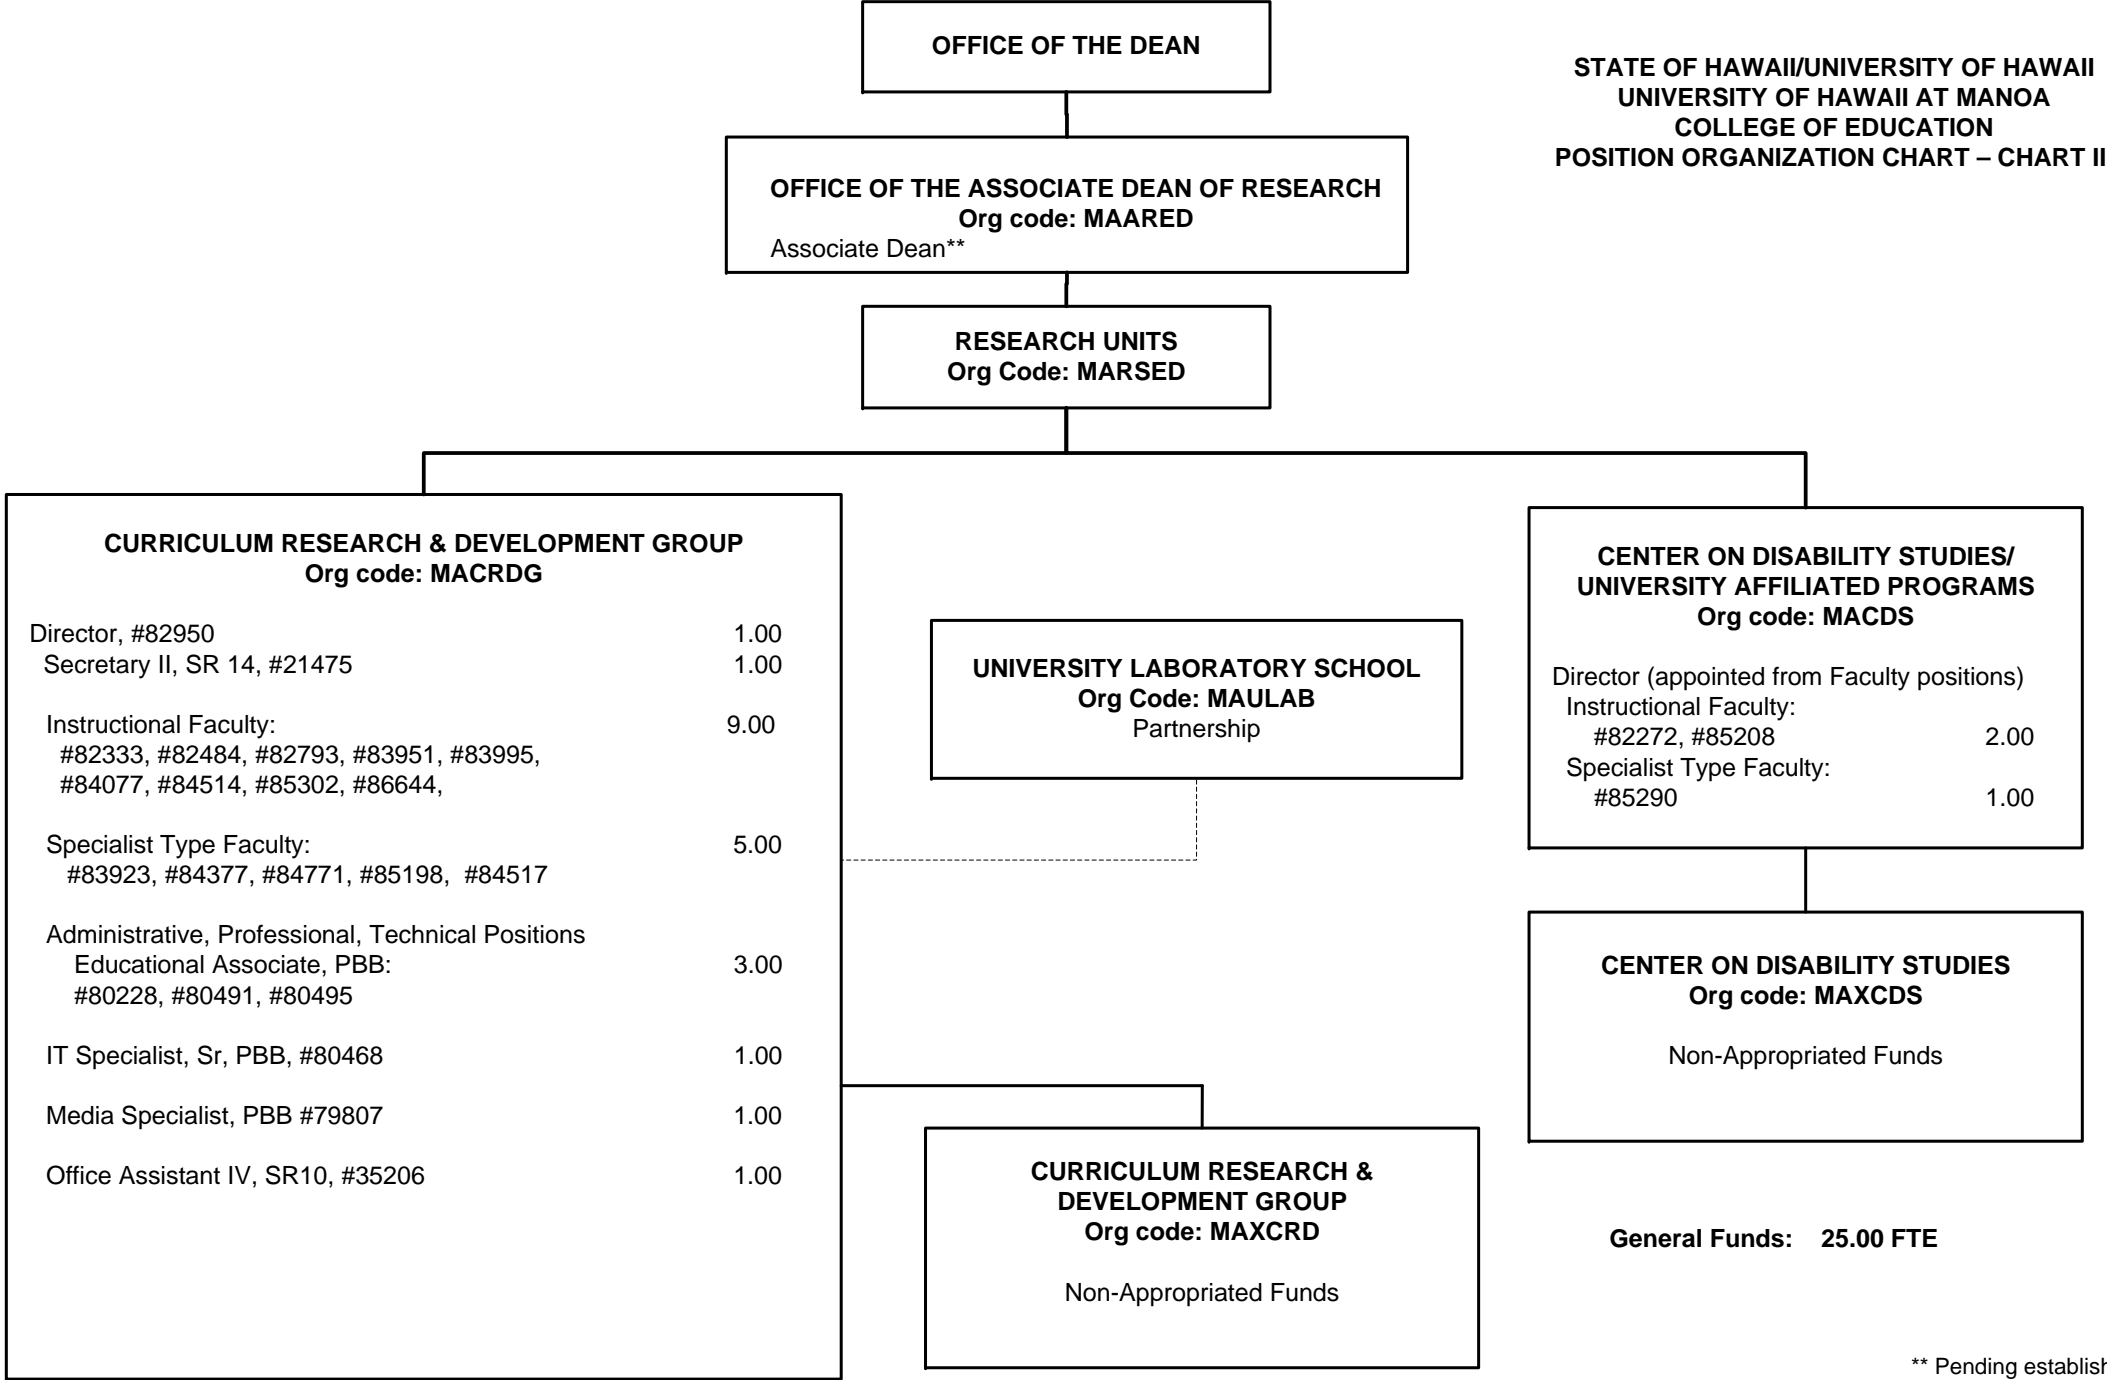 OFFICE OF THE DEAN
STATE OF HAWAII/UNIVERSITY OF HAWAII
UNIVERSITY OF HAWAII AT MANOA
COLLEGE OF EDUCATION
POSITION ORGANIZATION CHART – CHART II
OFFICE OF THE ASSOCIATE DEAN OF RESEARCH
Org code: MAARED
Associate Dean**
RESEARCH UNITS
Org Code: MARSED
CURRICULUM RESEARCH & DEVELOPMENT GROUP
Org code: MACRDG
Director, #82950 1.00
Secretary II, SR 14, #21475 1.00
Instructional Faculty: 9.00
#82333, #82484, #82793, #83951, #83995,
#84077, #84514, #85302, #86644,
Specialist Type Faculty: 5.00
#83923, #84377, #84771, #85198, #84517
Administrative, Professional, Technical Positions
Educational Associate, PBB: 3.00
#80228, #80491, #80495
IT Specialist, Sr, PBB, #80468 1.00
Media Specialist, PBB #79807 1.00
Office Assistant IV, SR10, #35206 1.00
UNIVERSITY LABORATORY SCHOOL
Org Code: MAULAB
Partnership
CURRICULUM RESEARCH &
DEVELOPMENT GROUP
Org code: MAXCRD
Non-Appropriated Funds
CENTER ON DISABILITY STUDIES/
UNIVERSITY AFFILIATED PROGRAMS
Org code: MACDS
Director (appointed from Faculty positions)
Instructional Faculty:
#82272, #85208 2.00
Specialist Type Faculty:
#85290 1.00
CENTER ON DISABILITY STUDIES
Org code: MAXCDS
Non-Appropriated Funds
General Funds: 25.00 FTE
** Pending establish